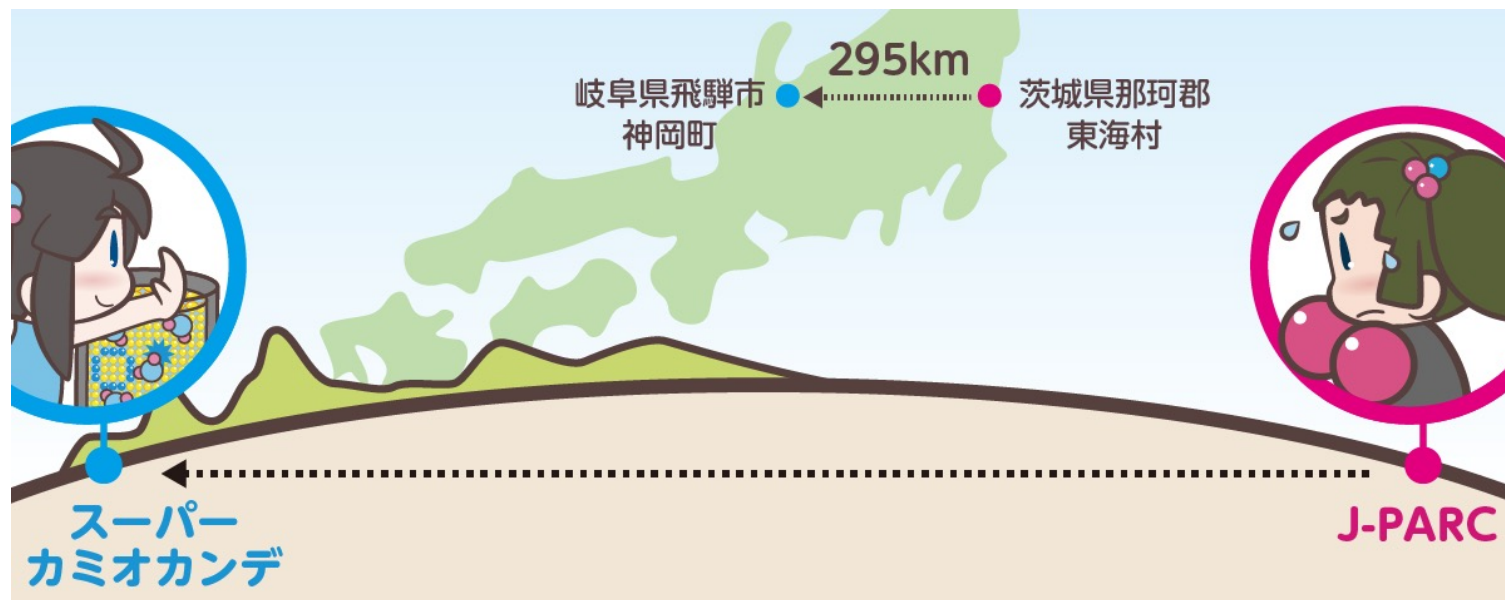 295km
岐阜県飛騨市
神岡町
茨城県那珂郡
東海村
スーパー
カミオカンデ
J-PARC